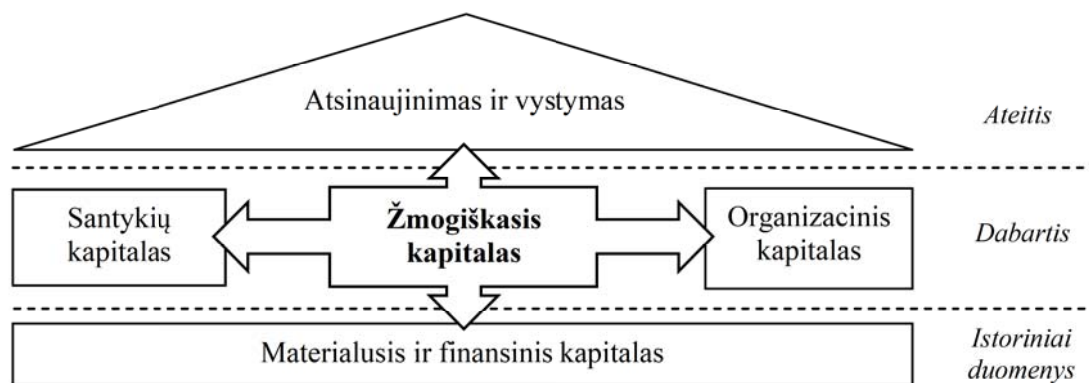 Atsinaujinimas ir vystymas
Ateitis
Santykių
kapitalas
Žmogiškasis
kapitalas
Organizacinis
kapitalas
Dabartis
Materialusis ir finansinis kapitalas
Istoriniai
duomenys